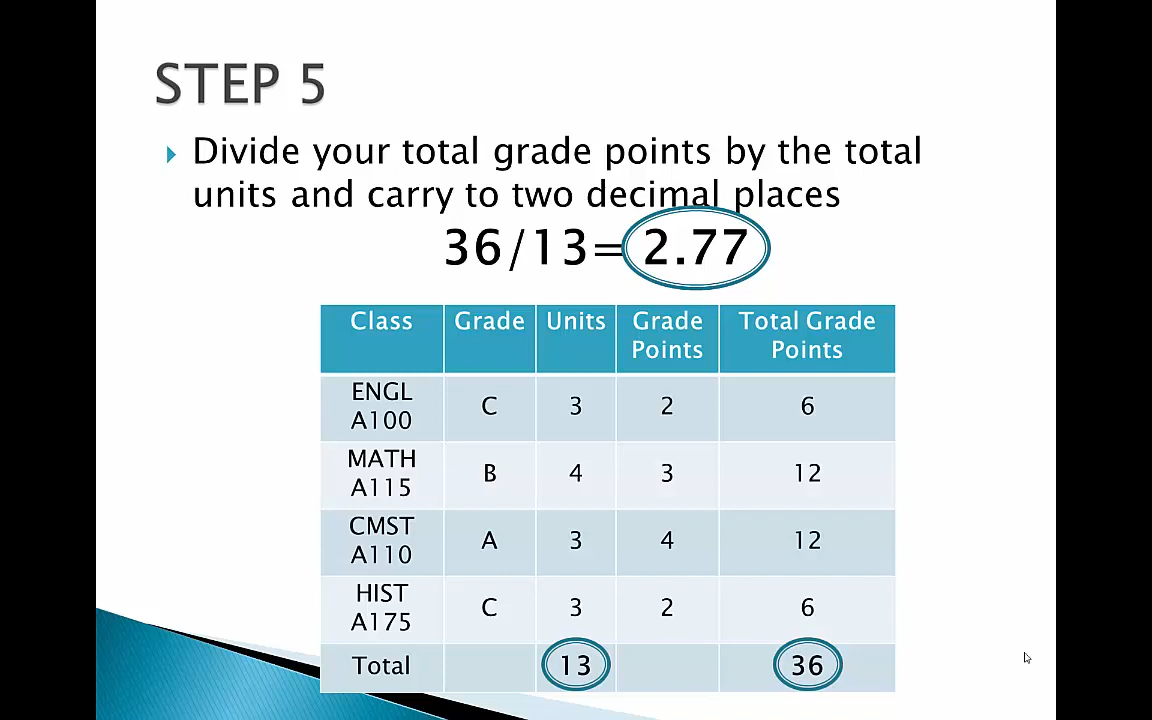 STEP 5
Divide your total grade points by the total
units and carry to two decimal places
36/13= 2.77
Class Grade Units Grade Points Total Grade Points
ENGL A100 C 3 2 6
MATH A115 B 4 3 12
CMST A110 A 3 4 12
HIST A175 C 3 2 6
Total 13 36